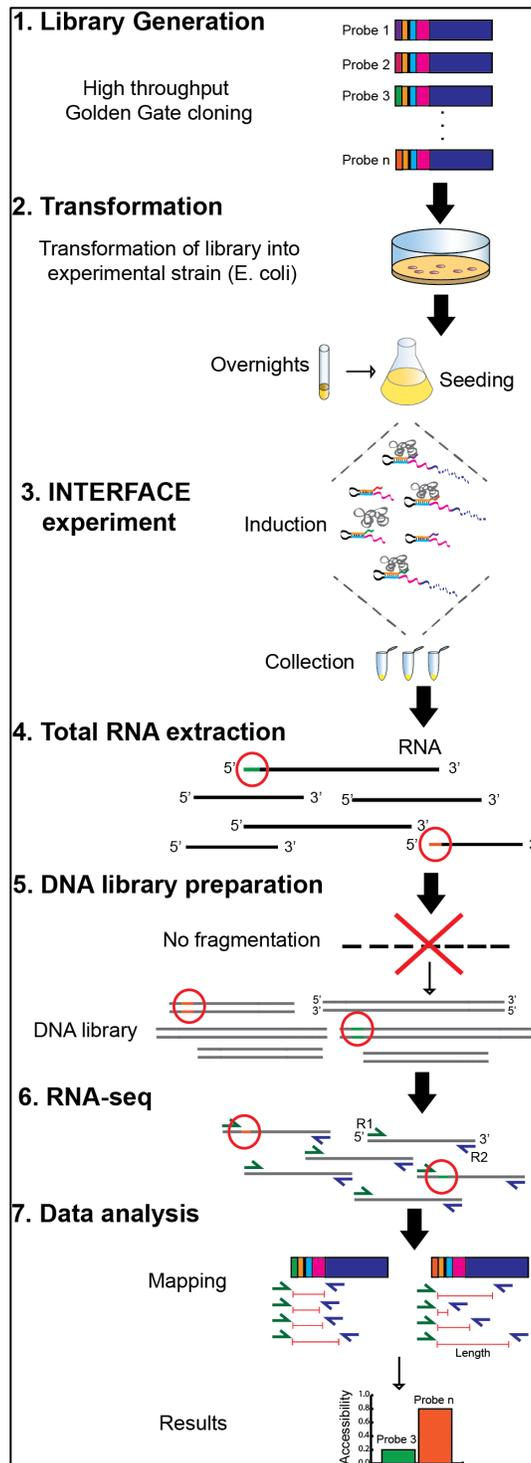 1. Library Generation
Probe 1
Probe 2
High throughput
Golden Gate cloning
Probe 3
Probe n
2. Transformation
Transformation of library into
experimental strain (E. coli)
Overnights
Seeding
3. INTERFACE
experiment
Induction
Collection
4. Total RNA extraction
RNA
5' 3'
5' 3' 5' 3'
5' 3'
5' 3' 5' 3'
5. DNA library preparation
No fragmentation
5' 3'
3' 5'
DNA library
6. RNA-seq
R1
5' 3'
R2
7. Data analysis
Mapping
Length
Results
Accessibility
1.0
0.8
0.6
0.4
0.2
0.0
Probe n
Probe 3